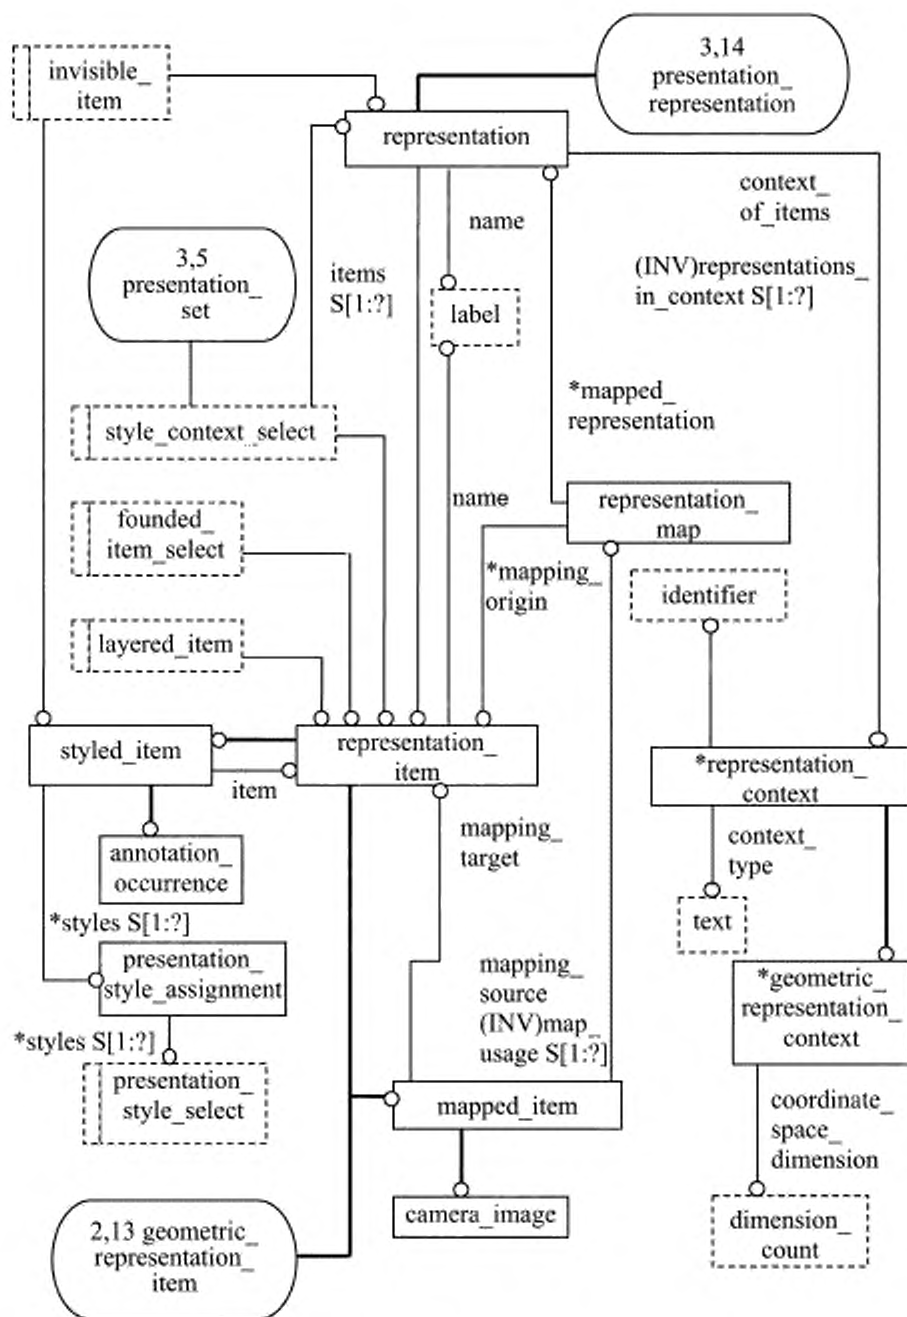 invisible_
item
3,14
presentation_
representation
representation
context_
of_items
name
3,5
presentation_
set
items
S[1:?]
(INV)representations_
in_context S[1:?]
label
*mapped_
representation
style_context_select
name
representation_
map
founded_
item_select
*mapping_
origin
identifier
layered_item
styled_item
representation_
item
item
*representation_
context
mapping_
target
context_
type
annotation_
occurrence
text
*styles S[1:?]
presentation_
style_assignment
mapping_
source
(INV)map_
usage S[1:?]
*geometric_
representation_
context
*styles S[1:?]
presentation_
style_select
mapped_item
coordinate_
space_
dimension
camera_image
dimension_
count
2,13 geometric_
representation_
item